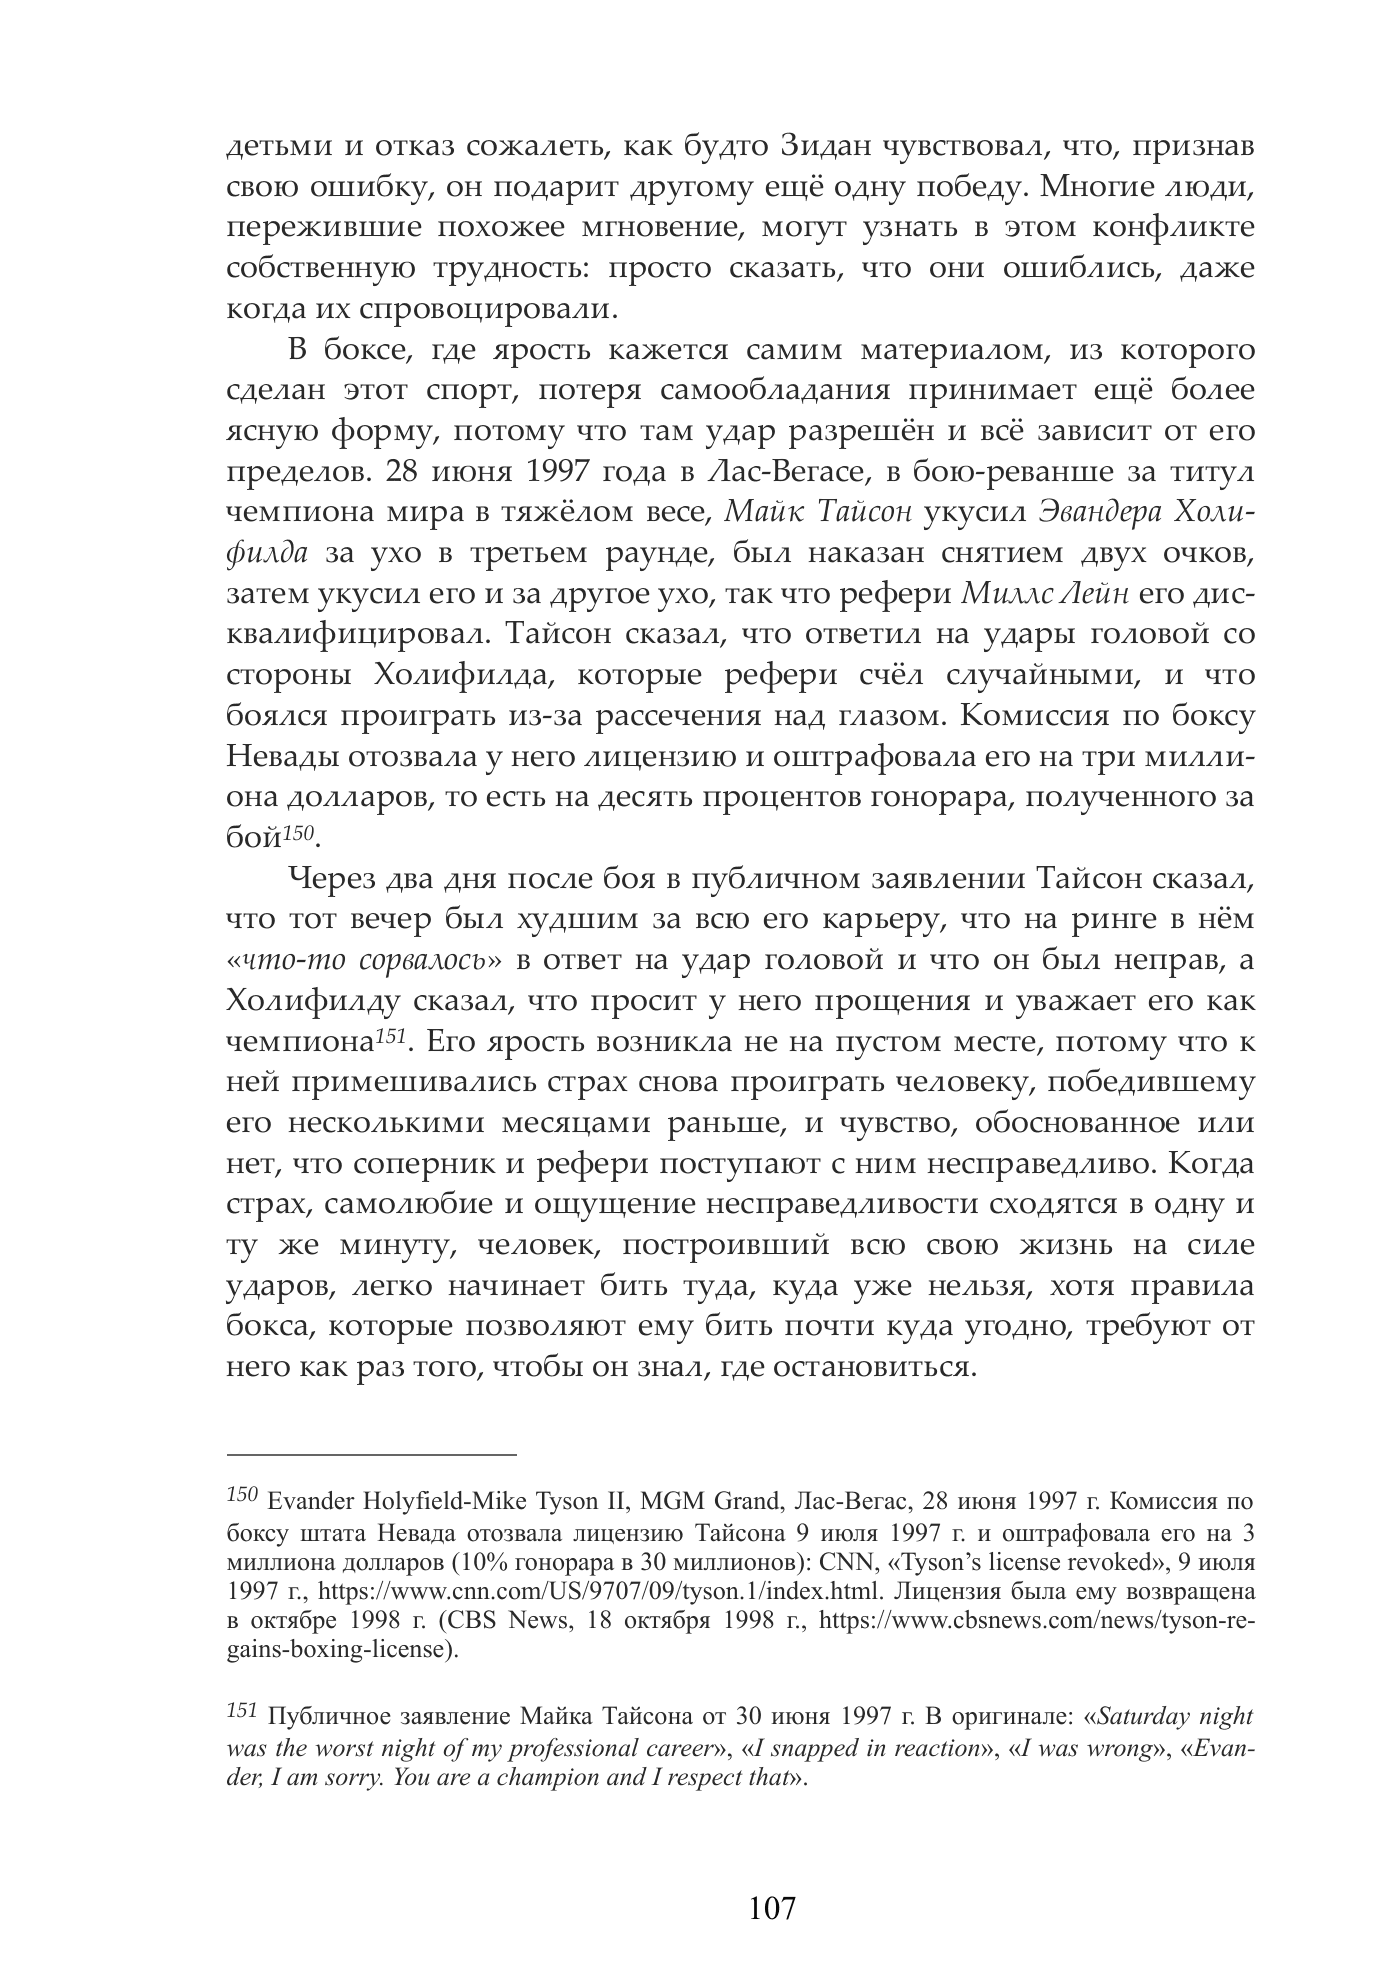 детьми и отказ сожалеть, как будто Зидан чувствовал, что, признав
свою ошибку, он подарит другому ещё одну победу. Многие люди,
пережившие похожее мгновение, могут узнать в этом конфликте
собственную трудность: просто сказать, что они ошиблись, даже
когда их спровоцировали.
В боксе, где ярость кажется самим материалом, из которого
сделан этот спорт, потеря самообладания принимает ещё более
ясную форму, потому что там удар разрешён и всё зависит от его
пределов. 28 июня 1997 года в Лас-Вегасе, в бою-реванше за титул
чемпиона мира в тяжёлом весе, Майк Тайсон укусил Эвандера Холи-
филда за ухо в третьем раунде, был наказан снятием двух очков,
затем укусил его и за другое ухо, так что рефери Миллс Лейн его дис-
квалифицировал. Тайсон сказал, что ответил на удары головой со
стороны Холифилда, которые рефери счёл случайными, и что
боялся проиграть из-за рассечения над глазом. Комиссия по боксу
Невады отозвала у него лицензию и оштрафовала его на три милли-
она долларов, то есть на десять процентов гонорара, полученного за
бой150.
Через два дня после боя в публичном заявлении Тайсон сказал,
что тот вечер был худшим за всю его карьеру, что на ринге в нём
«что-то сорвалось» в ответ на удар головой и что он был неправ, а
Холифилду сказал, что просит у него прощения и уважает его как
чемпиона151. Его ярость возникла не на пустом месте, потому что к
ней примешивались страх снова проиграть человеку, победившему
его несколькими месяцами раньше, и чувство, обоснованное или
нет, что соперник и рефери поступают с ним несправедливо. Когда
страх, самолюбие и ощущение несправедливости сходятся в одну и
ту же минуту, человек, построивший всю свою жизнь на силе
ударов, легко начинает бить туда, куда уже нельзя, хотя правила
бокса, которые позволяют ему бить почти куда угодно, требуют от
него как раз того, чтобы он знал, где остановиться.
150 Evander Holyfield-Mike Tyson II, MGM Grand, Лас-Вегас, 28 июня 1997 г. Комиссия по
боксу штата Невада отозвала лицензию Тайсона 9 июля 1997 г. и оштрафовала его на 3
миллиона долларов (10% гонорара в 30 миллионов): CNN, «Tyson’s license revoked», 9 июля
1997 г., https://www.cnn.com/US/9707/09/tyson.1/index.html. Лицензия была ему возвращена
в октябре 1998 г. (CBS News, 18 октября 1998 г., https://www.cbsnews.com/news/tyson-re-
gains-boxing-license).
151 Публичное заявление Майка Тайсона от 30 июня 1997 г. В оригинале: «Saturday night
was the worst night of my professional career», «I snapped in reaction», «I was wrong», «Evan-
der, I am sorry. You are a champion and I respect that».
107